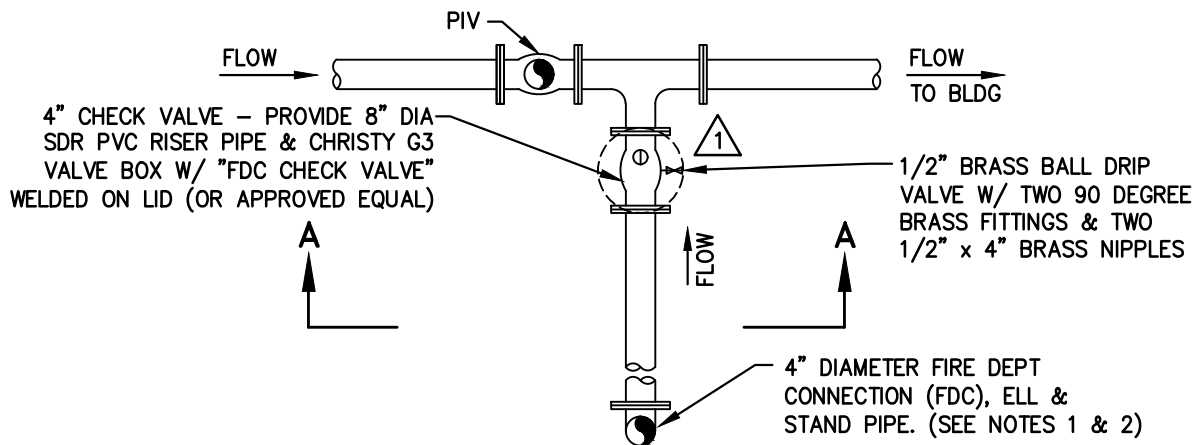 PIV
FLOW
FLOW
TO BLDG
4" CHECK VALVE – PROVIDE 8" DIA
SDR PVC RISER PIPE & CHRISTY G3
VALVE BOX W/ "FDC CHECK VALVE"
WELDED ON LID (OR APPROVED EQUAL)
1
1/2" BRASS BALL DRIP
VALVE W/ TWO 90 DEGREE
BRASS FITTINGS & TWO
1/2" x 4" BRASS NIPPLES
A
A
FLOW
4" DIAMETER FIRE DEPT
CONNECTION (FDC), ELL &
STAND PIPE. (SEE NOTES 1 & 2)